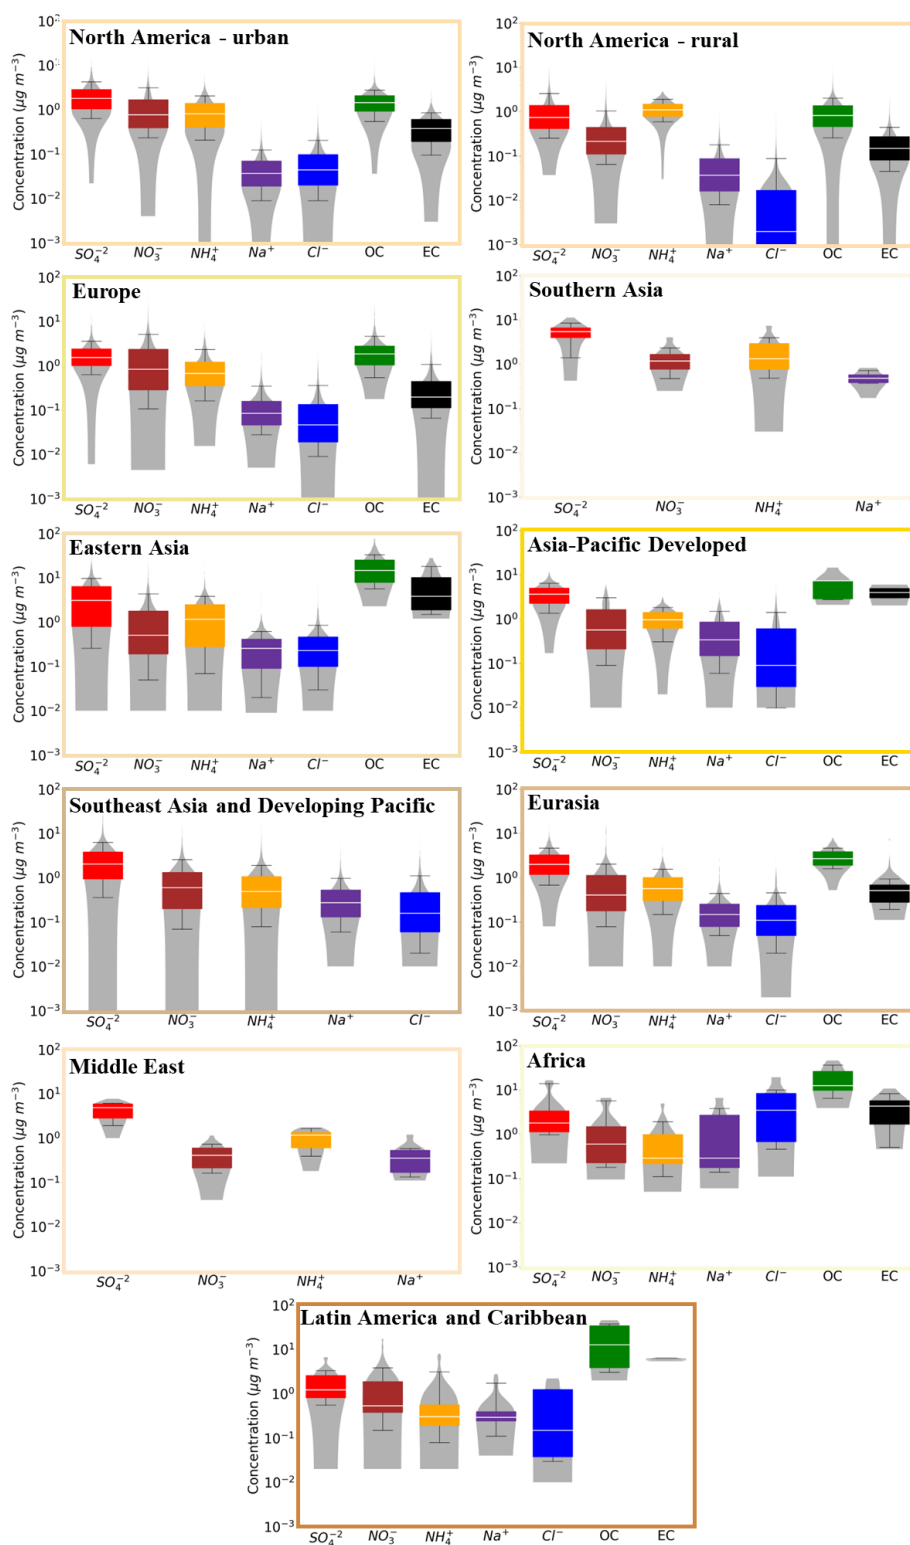 North America - urban
Concentration (μg m⁻³)
10² 10¹ 10⁰ 10⁻¹ 10⁻² 10⁻³
SO₄⁻² NO₃⁻ NH₄⁺ Na⁺ Cl⁻ OC EC
North America - rural
Concentration (μg m⁻³)
10² 10¹ 10⁰ 10⁻¹ 10⁻² 10⁻³
SO₄⁻² NO₃⁻ NH₄⁺ Na⁺ Cl⁻ OC EC
Europe
Concentration (μg m⁻³)
10² 10¹ 10⁰ 10⁻¹ 10⁻² 10⁻³
SO₄⁻² NO₃⁻ NH₄⁺ Na⁺ Cl⁻ OC EC
Southern Asia
Concentration (μg m⁻³)
10² 10¹ 10⁰ 10⁻¹ 10⁻² 10⁻³
SO₄⁻² NO₃⁻ NH₄⁺ Na⁺
Eastern Asia
Concentration (μg m⁻³)
10² 10¹ 10⁰ 10⁻¹ 10⁻² 10⁻³
SO₄⁻² NO₃⁻ NH₄⁺ Na⁺ Cl⁻ OC EC
Asia-Pacific Developed
Concentration (μg m⁻³)
10² 10¹ 10⁰ 10⁻¹ 10⁻² 10⁻³
SO₄⁻² NO₃⁻ NH₄⁺ Na⁺ Cl⁻ OC EC
Southeast Asia and Developing Pacific
Concentration (μg m⁻³)
10² 10¹ 10⁰ 10⁻¹ 10⁻² 10⁻³
SO₄⁻² NO₃⁻ NH₄⁺ Na⁺ Cl⁻
Eurasia
Concentration (μg m⁻³)
10² 10¹ 10⁰ 10⁻¹ 10⁻² 10⁻³
SO₄⁻² NO₃⁻ NH₄⁺ Na⁺ Cl⁻ OC EC
Middle East
Concentration (μg m⁻³)
10² 10¹ 10⁰ 10⁻¹ 10⁻² 10⁻³
SO₄⁻² NO₃⁻ NH₄⁺ Na⁺
Africa
Concentration (μg m⁻³)
10² 10¹ 10⁰ 10⁻¹ 10⁻² 10⁻³
SO₄⁻² NO₃⁻ NH₄⁺ Na⁺ Cl⁻ OC EC
Latin America and Caribbean
Concentration (μg m⁻³)
10² 10¹ 10⁰ 10⁻¹ 10⁻² 10⁻³
SO₄⁻² NO₃⁻ NH₄⁺ Na⁺ Cl⁻ OC EC